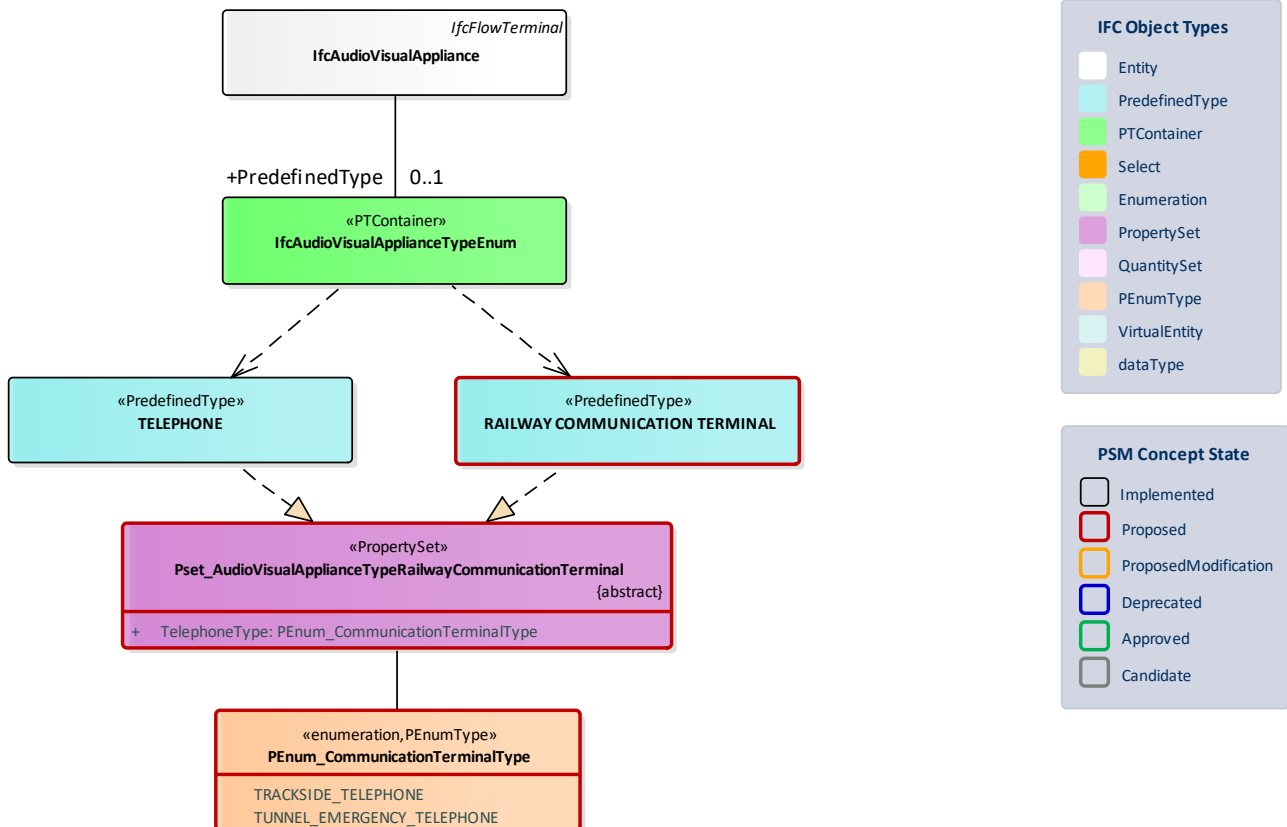 IfcFlowTerminal
IfcAudioVisualAppliance
+PredefinedType 0..1
«PTContainer»
IfcAudioVisualApplianceTypeEnum
«PredefinedType»
TELEPHONE
«PredefinedType»
RAILWAY COMMUNICATION TERMINAL
«PropertySet»
Pset_AudioVisualApplianceTypeRailwayCommunicationTerminal
{abstract}
+ TelephoneType: PEnum_CommunicationTerminalType
«enumeration,PEnumType»
PEnum_CommunicationTerminalType
TRACKSIDE_TELEPHONE
TUNNEL_EMERGENCY_TELEPHONE
IFC Object Types
Entity
PredefinedType
PTContainer
Select
Enumeration
PropertySet
QuantitySet
PEnumType
VirtualEntity
dataType
PSM Concept State
Implemented
Proposed
ProposedModification
Deprecated
Approved
Candidate